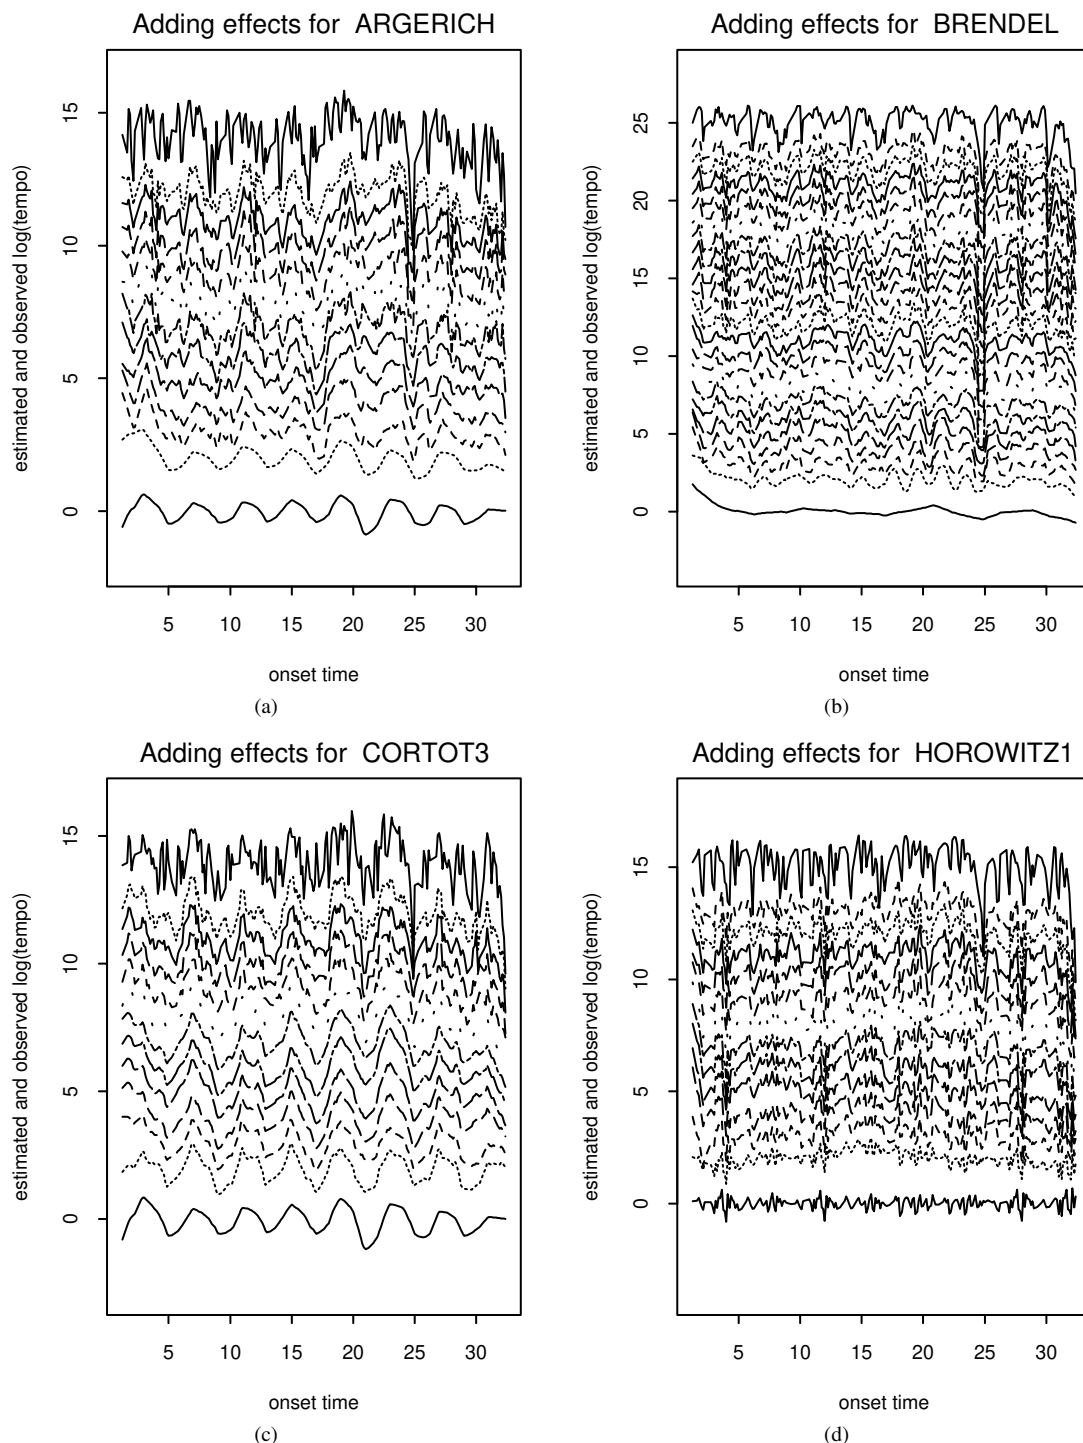 Adding effects for ARGERICH
estimated and observed log(tempo)
15
10
5
0
5 10 15 20 25 30
onset time
(a)
Adding effects for BRENDEL
estimated and observed log(tempo)
25
20
15
10
5
0
5 10 15 20 25 30
onset time
(b)
Adding effects for CORTOT3
estimated and observed log(tempo)
15
10
5
0
5 10 15 20 25 30
onset time
(c)
Adding effects for HOROWITZ1
estimated and observed log(tempo)
15
10
5
0
5 10 15 20 25 30
onset time
(d)